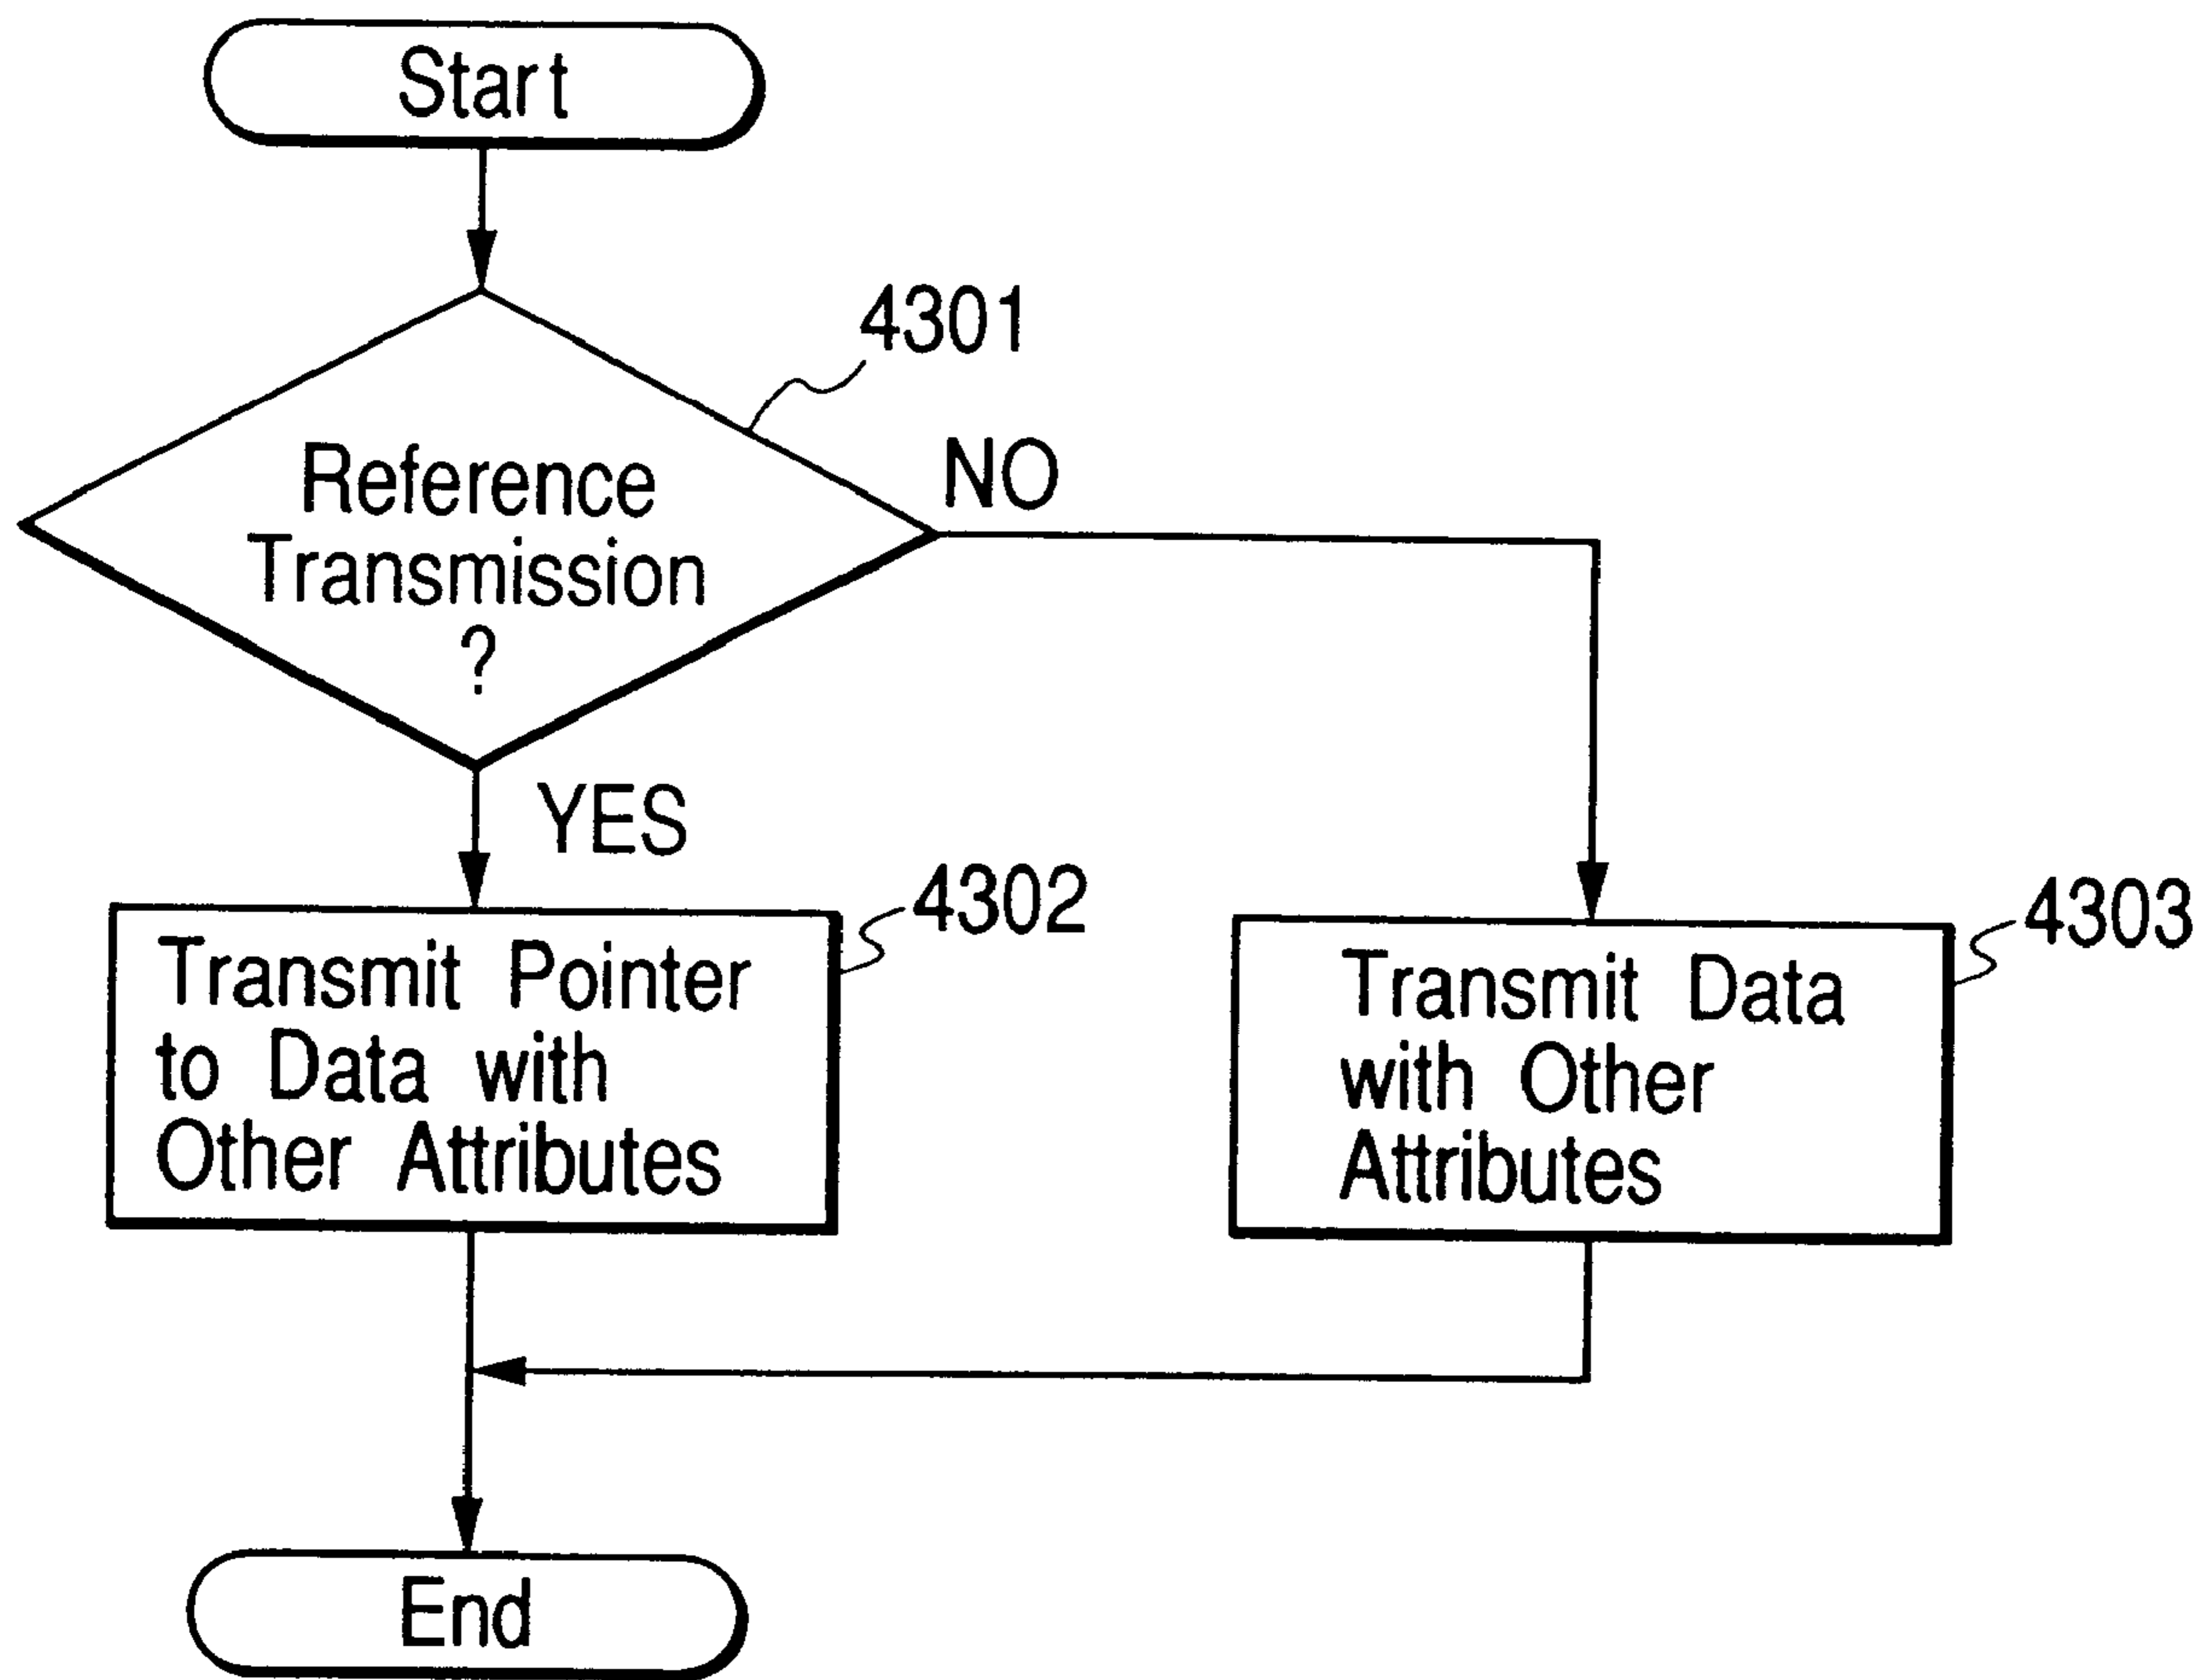 Start
4301
Reference
Transmission
?
NO
YES
4302
Transmit Pointer
to Data with
Other Attributes
4303
Transmit Data
with Other
Attributes
End